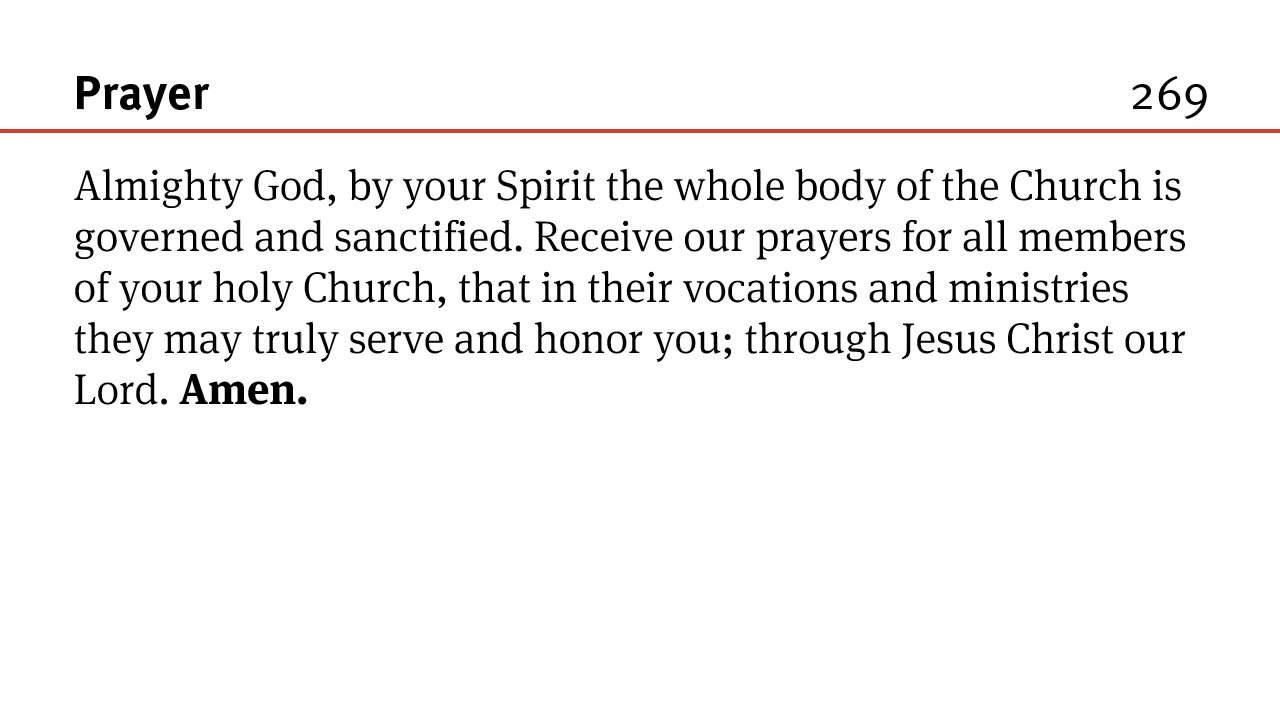 Prayer 269
Almighty God, by your Spirit the whole body of the Church is
governed and sanctified. Receive our prayers for all members
of your holy Church, that in their vocations and ministries
they may truly serve and honor you; through Jesus Christ our
Lord. Amen.